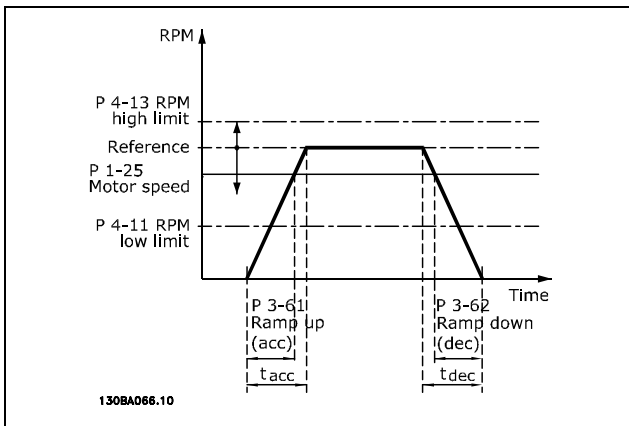 RPM
P 4-13 RPM
high limit
Reference
P 1-25
Motor speed
P 4-11 RPM
low limit
Time
P 3-61
Ramp up
(acc)
tacc
P 3-62
Ramp down
(dec)
tdec
130BA066.10